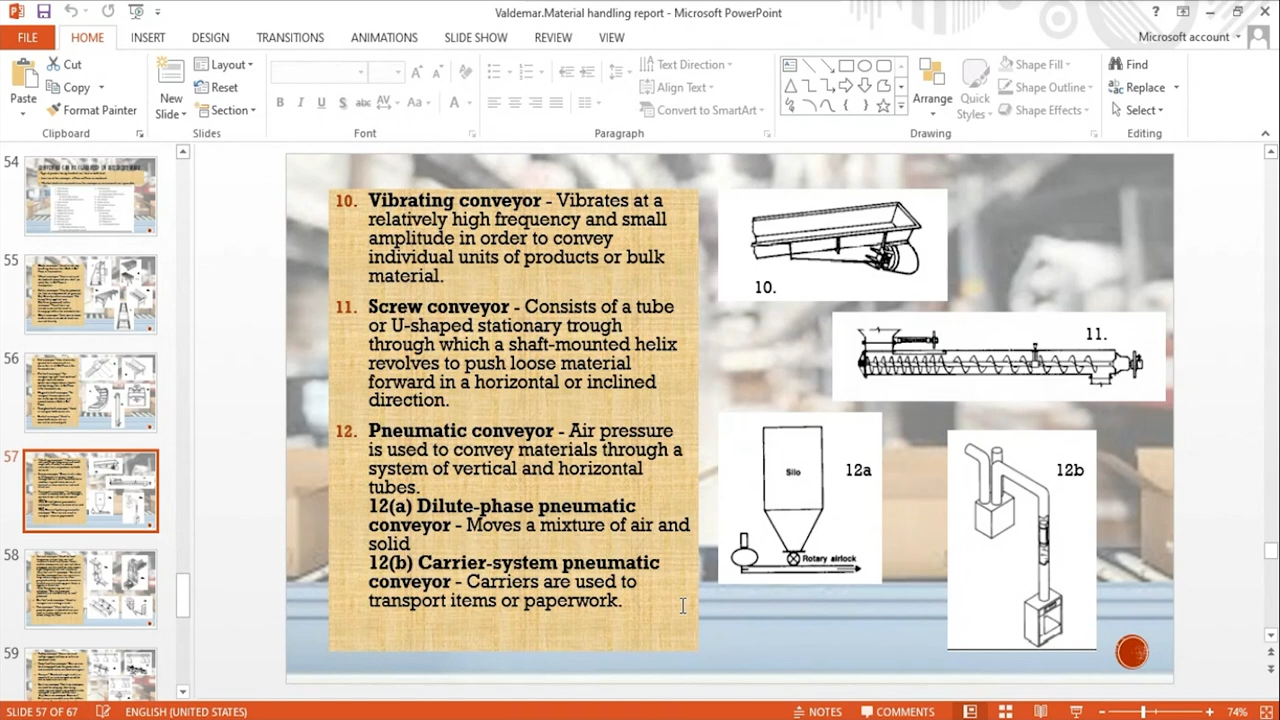 Valdemar.Material handling report - Microsoft PowerPoint
?
FILE
HOME
INSERT
DESIGN
TRANSITIONS
ANIMATIONS
SLIDE SHOW
REVIEW
VIEW
Microsoft account
Paste
Cut
Copy
Format Painter
Clipboard
New
Slide
Layout
Reset
Section
Slides
B I U S abc AV Aa A
Font
Text Direction
Align Text
Convert to SmartArt
Paragraph
Arrange
Quick
Styles
Shape Fill
Shape Outline
Shape Effects
Drawing
Find
Replace
Select
Editing
54
55
56
57
58
59
10. Vibrating conveyor - Vibrates at a
relatively high frequency and small
amplitude in order to convey
individual units of products or bulk
material.
11. Screw conveyor - Consists of a tube
or U-shaped stationary trough
through which a shaft-mounted helix
revolves to push loose material
forward in a horizontal or inclined
direction.
12. Pneumatic conveyor - Air pressure
is used to convey materials through a
system of vertical and horizontal
tubes.
12(a) Dilute-phase pneumatic
conveyor - Moves a mixture of air and
solid
12(b) Carrier-system pneumatic
conveyor - Carriers are used to
transport items or paperwork.
10.
11.
Silo
12a
Rotary airlock
12b
SLIDE 57 OF 67
ENGLISH (UNITED STATES)
NOTES
COMMENTS
74%